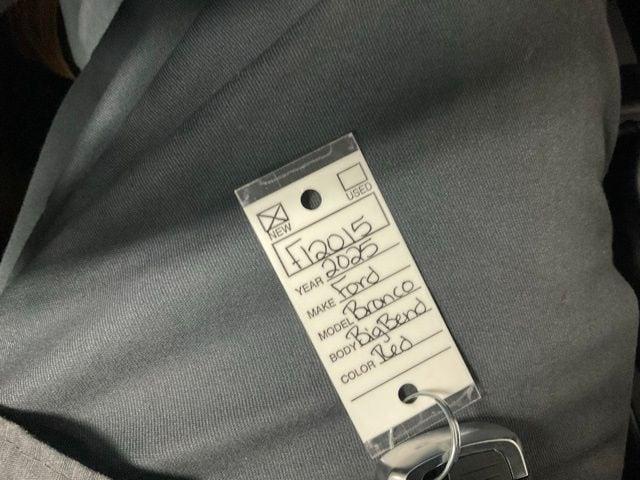 NEW USED
F12015
YEAR 2025
MAKE Ford
MODEL Bronco
BODY BigBend
COLOR Red